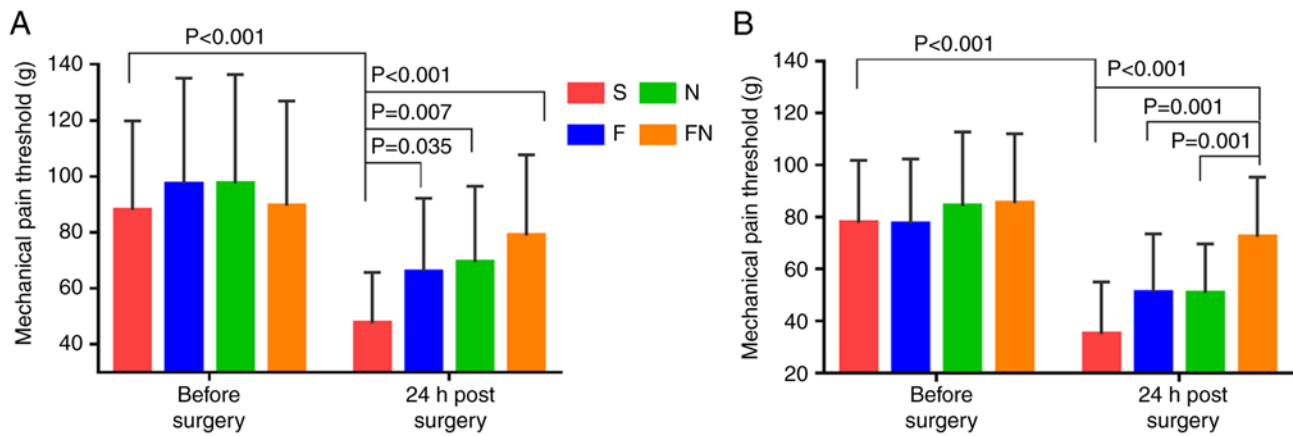 A
Mechanical pain threshold (g)
140
120
100
80
60
40
P<0.001
P<0.001
P=0.007
P=0.035
Before
surgery
24 h post
surgery
S
N
F
FN
B
Mechanical pain threshold (g)
140
120
100
80
60
40
20
P<0.001
P<0.001
P=0.001
P=0.001
Before
surgery
24 h post
surgery